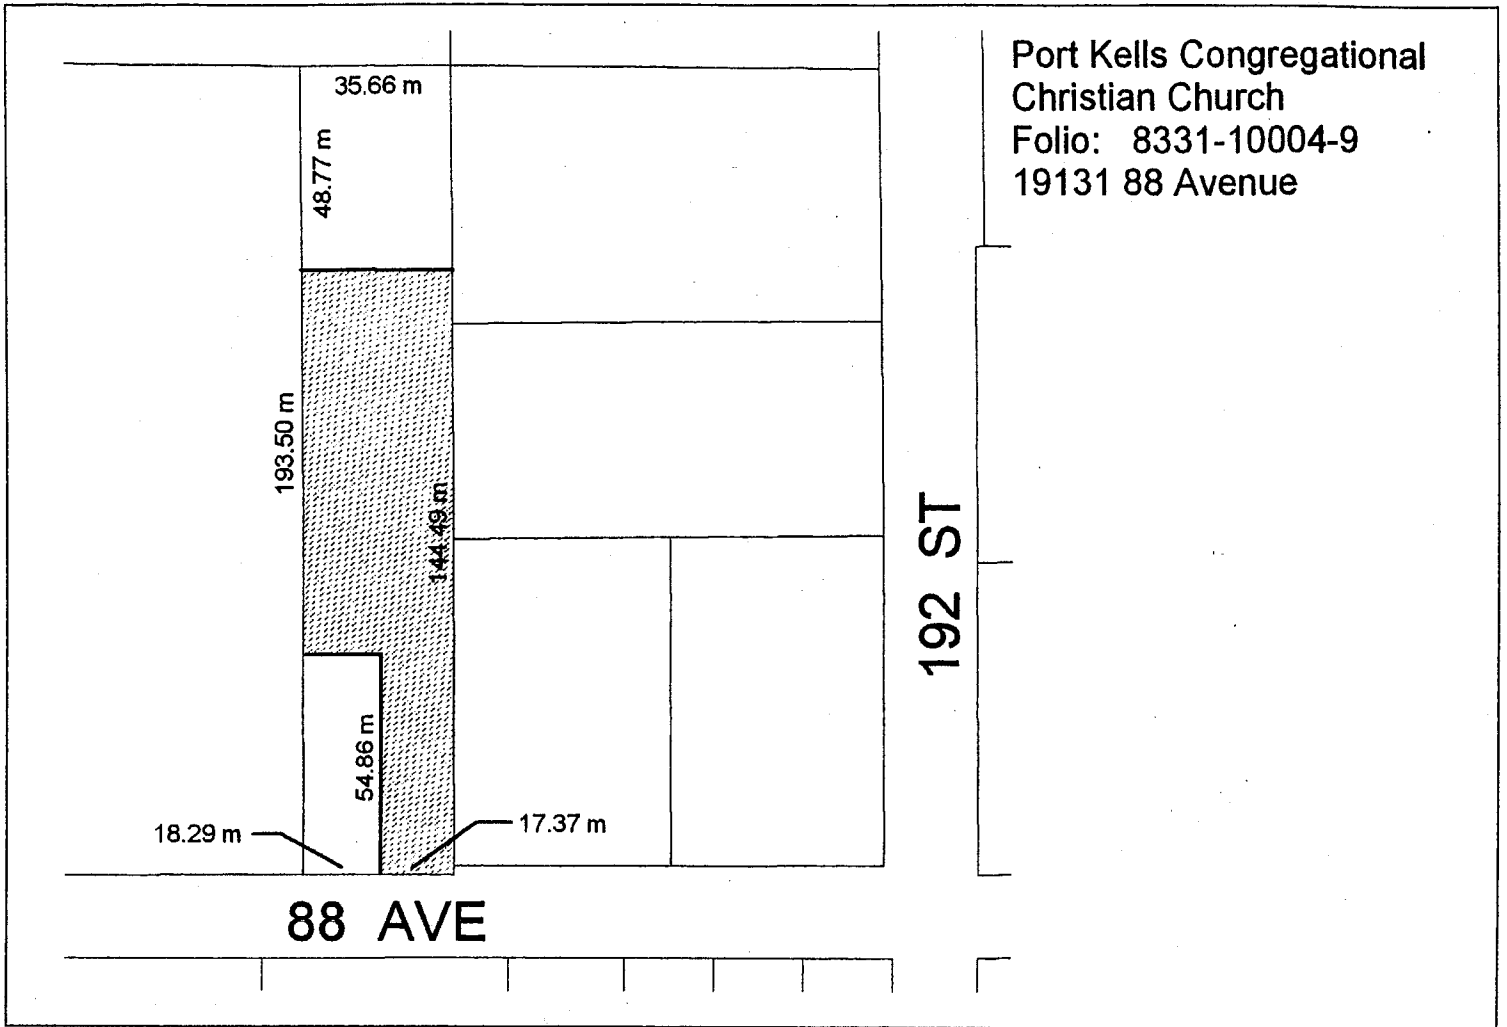 Port Kells Congregational
Christian Church
Folio: 8331-10004-9
19131 88 Avenue
35.66 m
48.77 m
193.50 m
144.49 m
54.86 m
18.29 m
17.37 m
192 ST
88 AVE